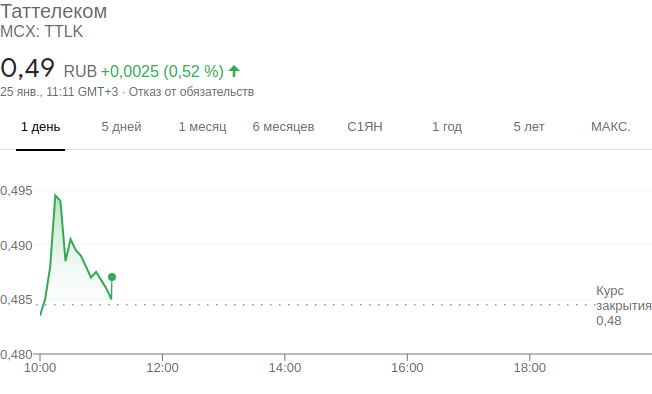 Таттелеком
MCX: TTLK
0,49 RUB +0,0025 (0,52 %)
25 янв., 11:11 GMT+3 · Отказ от обязательств
1 день 5 дней 1 месяц 6 месяцев С1ЯН 1 год 5 лет МАКС.
0,495
0,490
0,485
0,480
Курс
закрытия
0,48
10:00 12:00 14:00 16:00 18:00